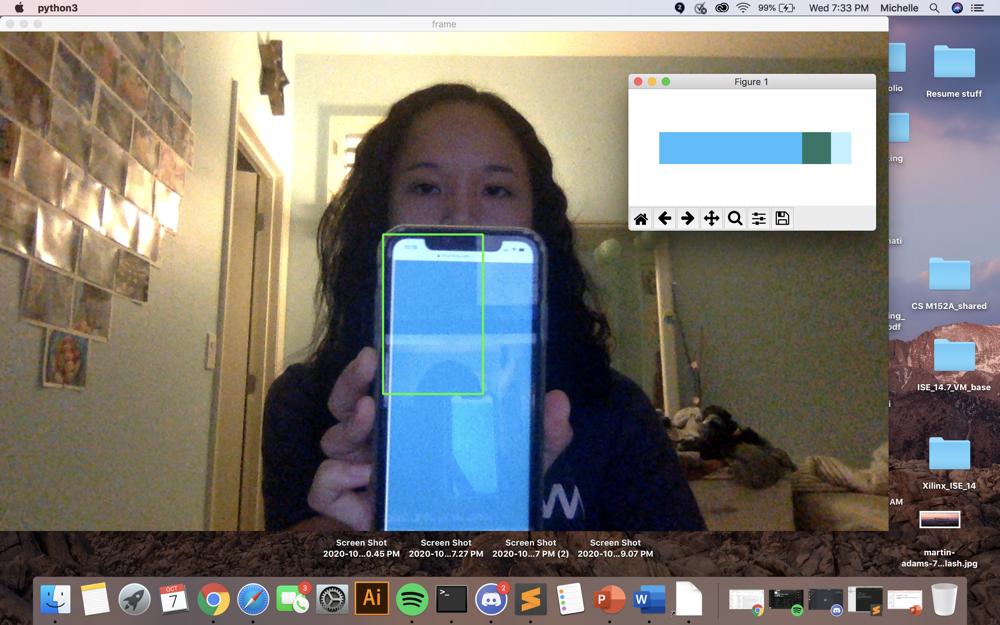 python3
2
99%
Wed 7:33 PM
Michelle
frame
Figure 1
olio
Resume stuff
ing
nati
CS M152A_shared
ing_
pdf
ISE_14.7_VM_base
Xilinx_ISE_14
AM
martin-
adams-7...lash.jpg
Screen Shot
2020-10...0.45 PM
Screen Shot
2020-10...7.27 PM
Screen Shot
2020-10...7 PM (2)
Screen Shot
2020-10...9.07 PM
W
OCT
7
3
Ai
>_
2
P
W